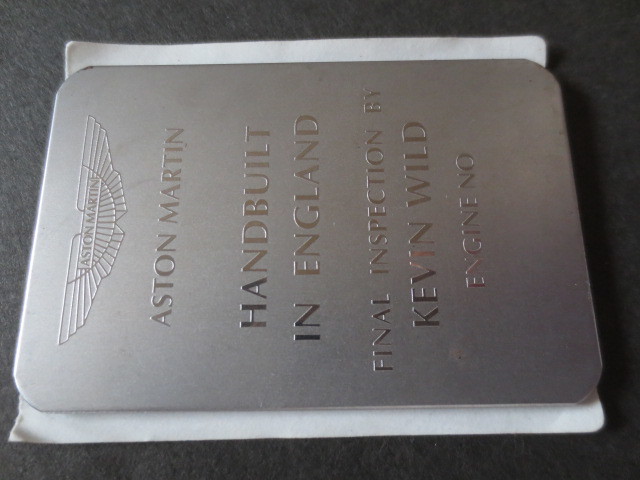 ASTON MARTIN
ASTON MARTIN
HANDBUILT
IN ENGLAND
FINAL INSPECTION BY
KEVIN WILD
ENGINE NO